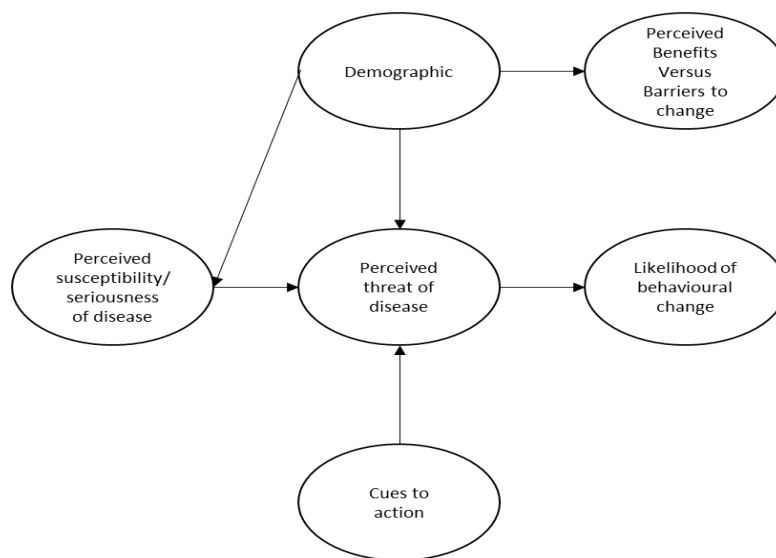 Demographic
Perceived
Benefits
Versus
Barriers to
change
Perceived
susceptibility/
seriousness
of disease
Perceived
threat of
disease
Likelihood of
behavioural
change
Cues to
action